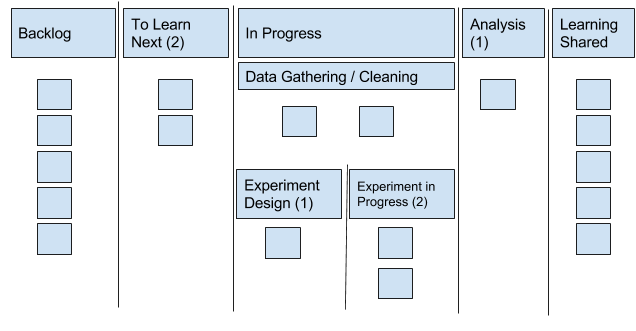 Backlog
To Learn
Next (2)
In Progress
Analysis
(1)
Learning
Shared
Data Gathering / Cleaning
Experiment
Design (1)
Experiment in
Progress (2)